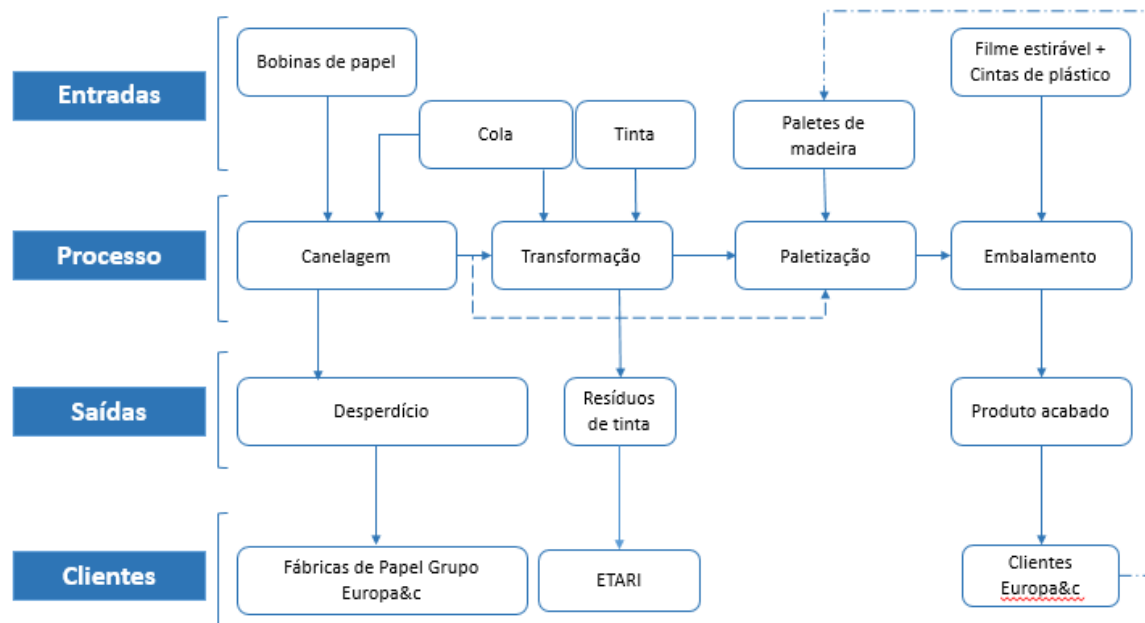 Entradas
Bobinas de papel
Cola
Tinta
Paletes de
madeira
Filme estirável +
Cintas de plástico
Processo
Canelagem
Transformação
Paletização
Embalamento
Saídas
Desperdício
Resíduos
de tinta
Produto acabado
Clientes
Fábricas de Papel Grupo
Europa&c
ETARI
Clientes
Europa&c